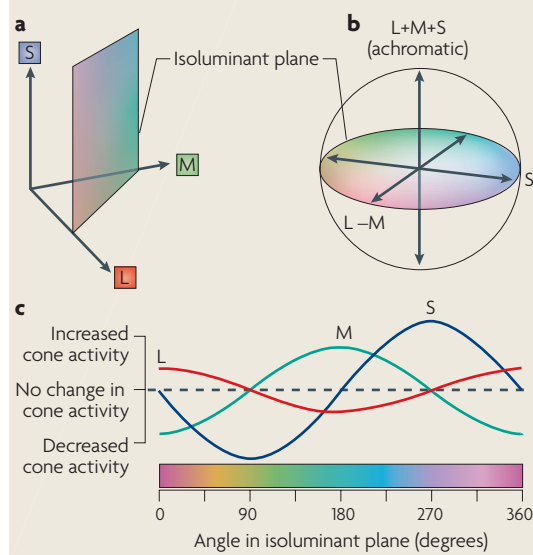 a
S
Isoluminant plane
M
L
b
L+M+S
(achromatic)
S
L –M
c
Increased
cone activity
No change in
cone activity
Decreased
cone activity
L
M
S
0 90 180 270 360
Angle in isoluminant plane (degrees)